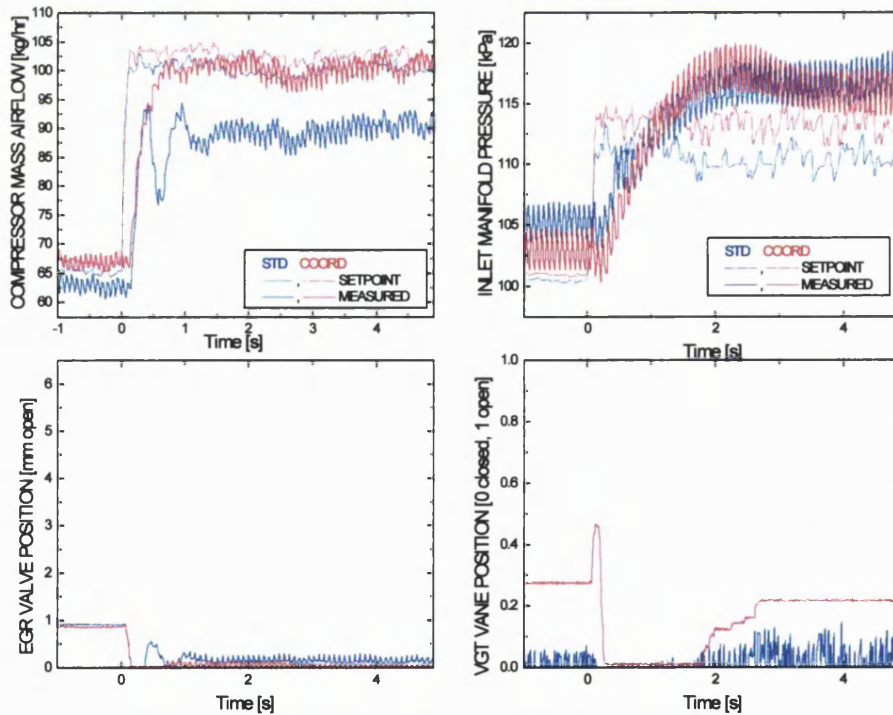 COMPRESSOR MASS AIRFLOW [kg/hr]
110
105
100
95
90
85
80
75
70
65
60
STD COORD
, SETPOINT
, MEASURED
-1 0 1 2 3 4
Time [s]
INLET MANIFOLD PRESSURE [kPa]
120
115
110
105
100
STD COORD
, SETPOINT
, MEASURED
0 2 4
Time [s]
EGR VALVE POSITION [mm open]
6
5
4
3
2
1
0
0 2 4
Time [s]
VGT VANE POSITION [0 closed, 1 open]
1.0
0.8
0.6
0.4
0.2
0.0
0 2 4
Time [s]